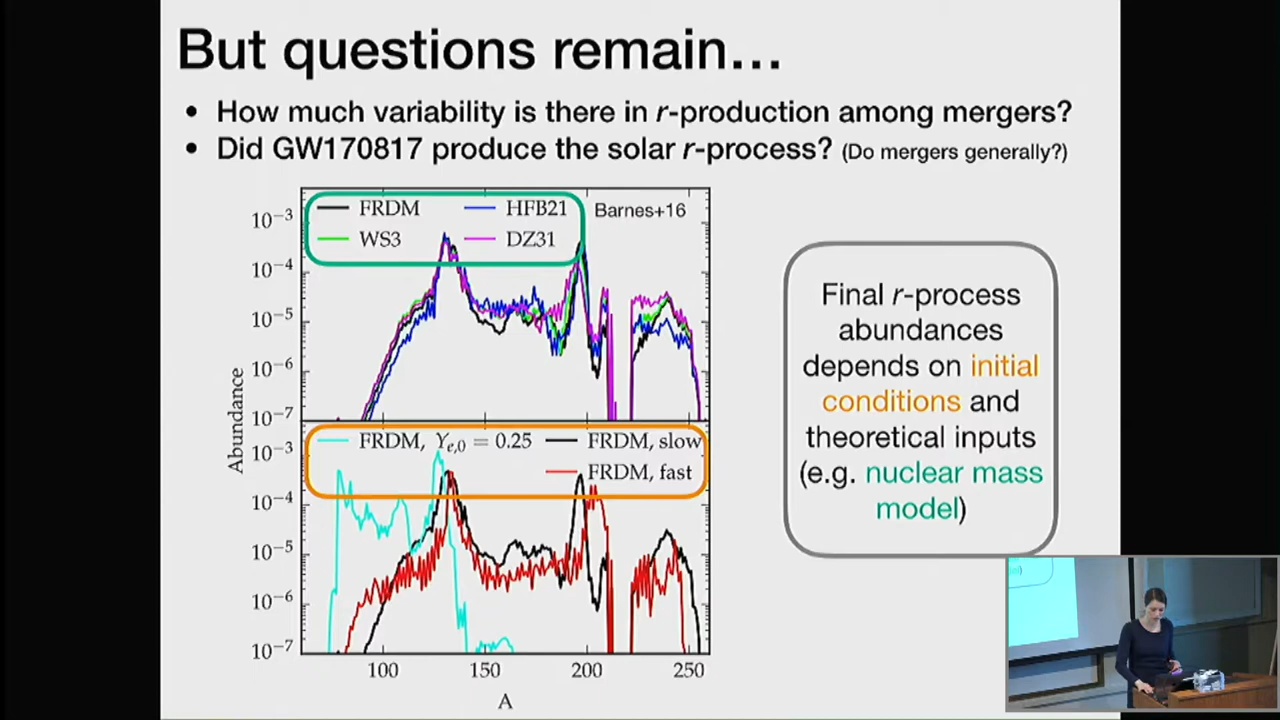 But questions remain…
• How much variability is there in r-production among mergers?
• Did GW170817 produce the solar r-process? (Do mergers generally?)
FRDM
HFB21
Barnes+16
WS3
DZ31
10⁻³
10⁻⁴
10⁻⁵
10⁻⁶
10⁻⁷
Abundance
FRDM, Yₑ,₀ = 0.25
FRDM, slow
FRDM, fast
10⁻³
10⁻⁴
10⁻⁵
10⁻⁶
10⁻⁷
100
150
200
250
A
Final r-process
abundances
depends on initial
conditions and
theoretical inputs
(e.g. nuclear mass
model)